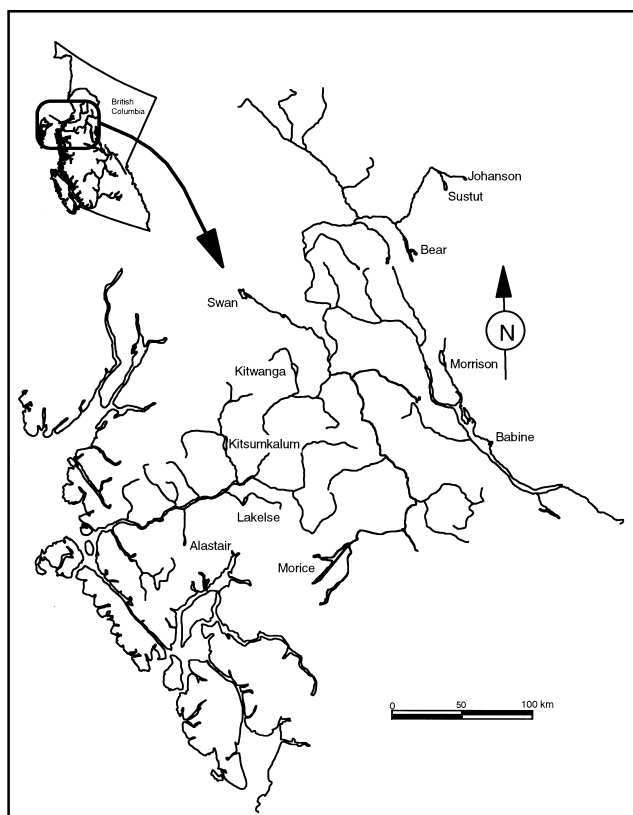 British
Columbia
Johanson
Sustut
Bear
Swan
N
Morrison
Kitwanga
Babine
Kitsumkalum
Lakelse
Alastair
Morice
0 50 100 km